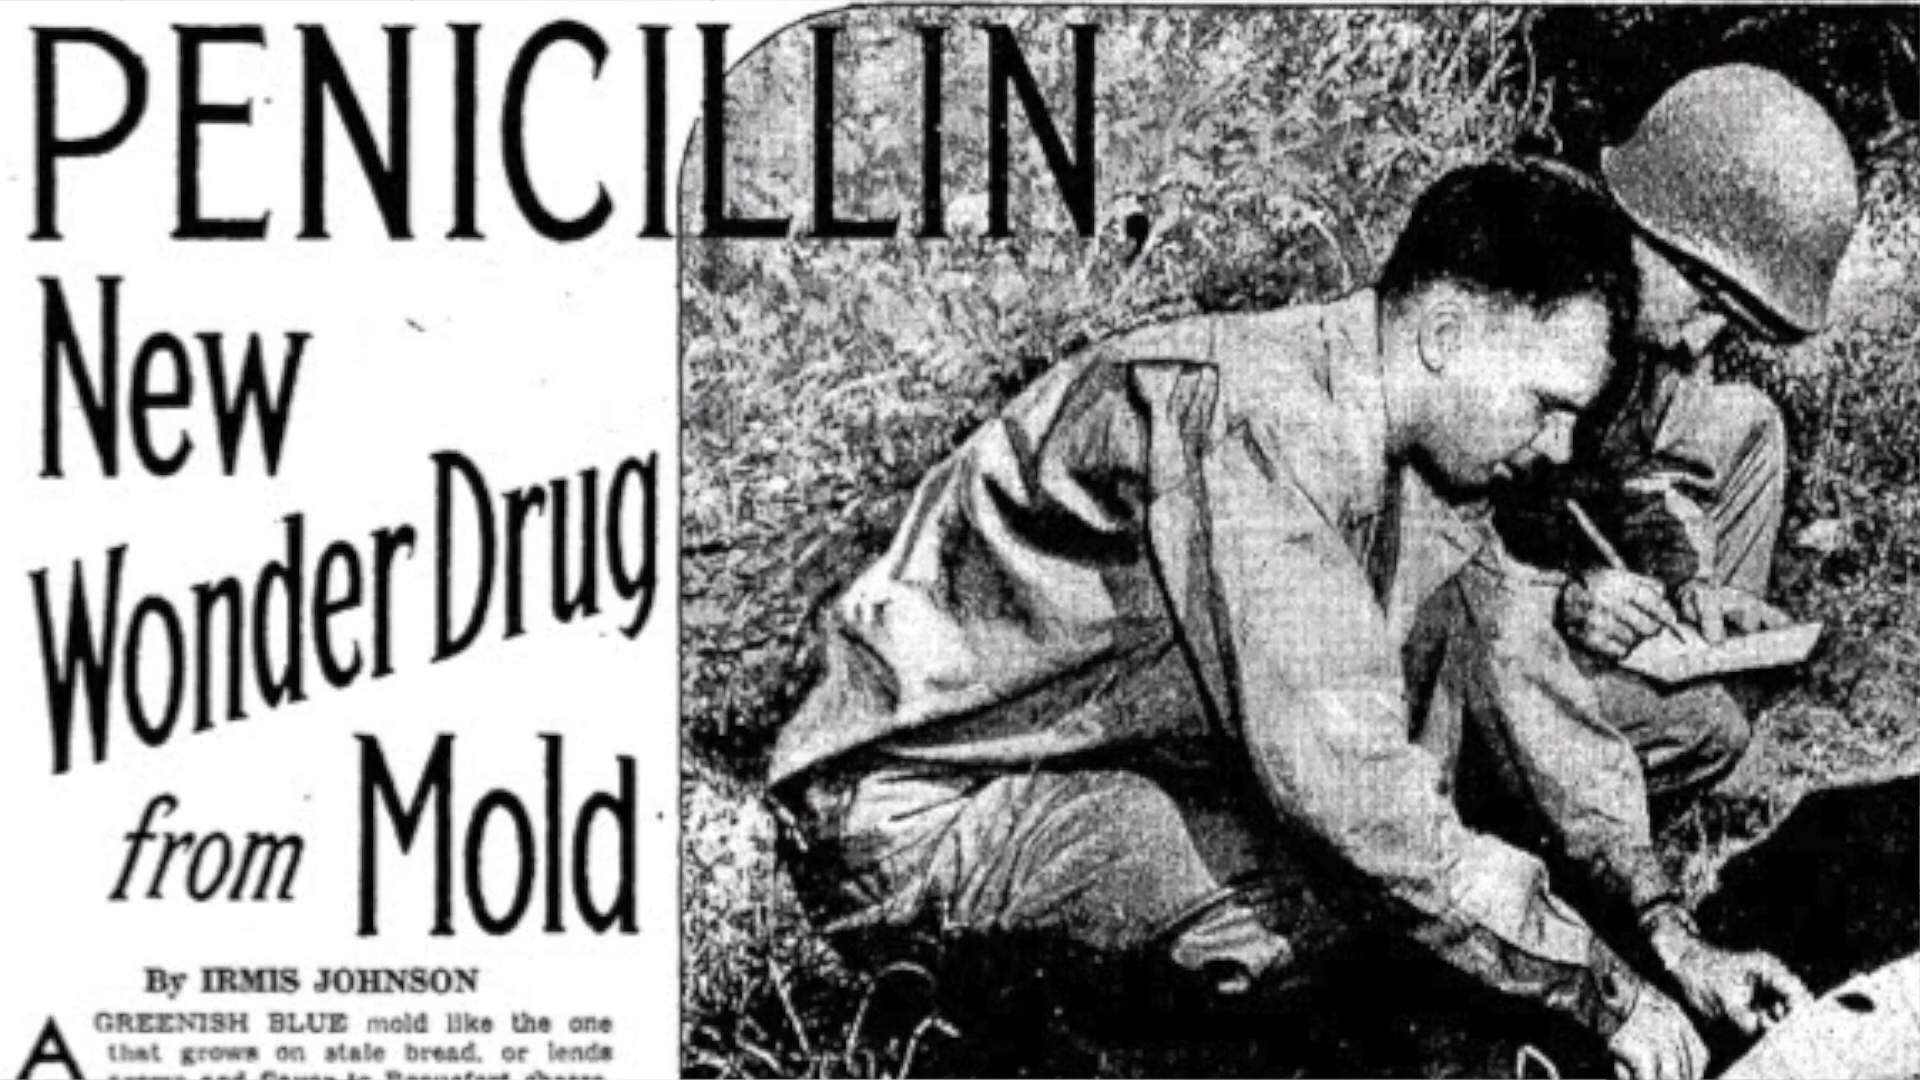 PENICILLIN,
New
Wonder Drug
from Mold
By IRMIS JOHNSON
A GREENISH BLUE mold like the one
that grows on stale bread, or lends